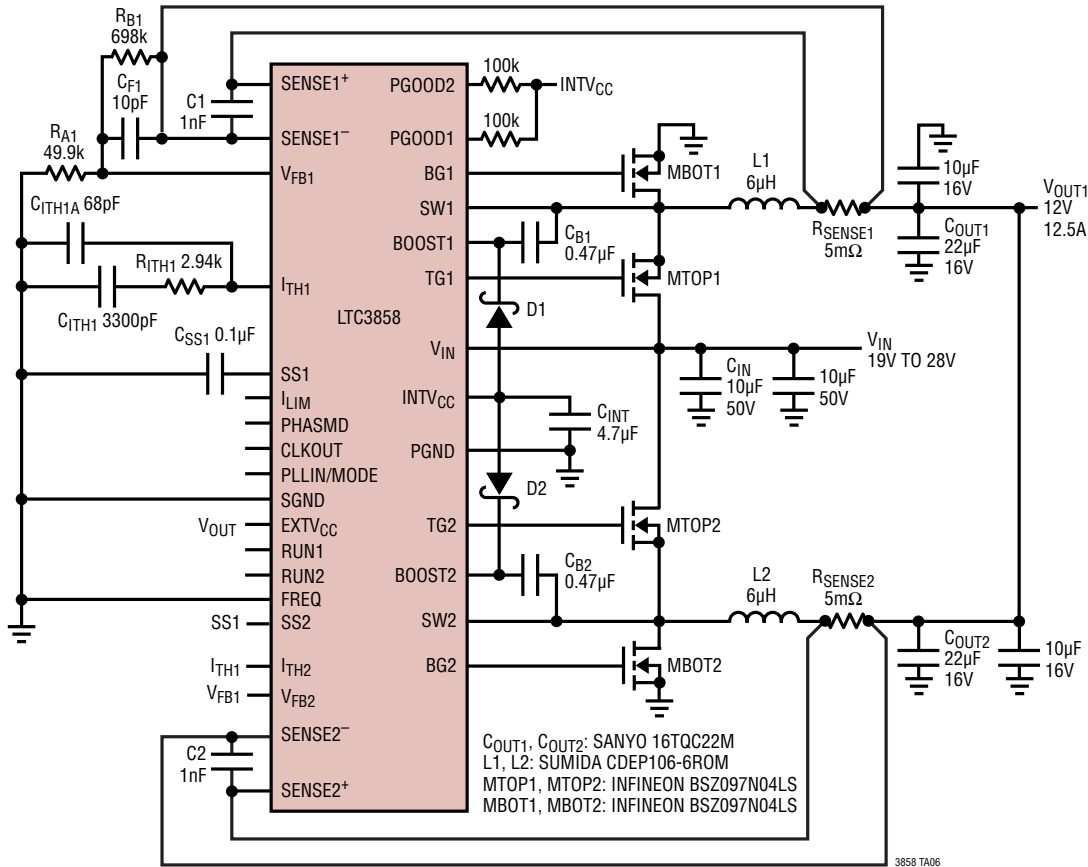 RB1
698k
CF1
10pF
RA1
49.9k
C1
1nF
CITH1A 68pF
RITH1 2.94k
CITH1 3300pF
CSS1 0.1µF
VOUT
SS1
ITH1
VFB1
C2
1nF
SENSE1+
SENSE1–
VFB1
ITH1
SS1
ILIM
PHASMD
CLKOUT
PLLIN/MODE
SGND
EXTVCC
RUN1
RUN2
FREQ
SS2
ITH2
VFB2
SENSE2–
SENSE2+
LTC3858
PGOOD2
PGOOD1
BG1
SW1
BOOST1
TG1
VIN
INTVCC
PGND
TG2
BOOST2
SW2
BG2
100k
100k
INTVCC
MBOT1
L1
6µH
CB1
0.47µF
MTOP1
D1
RSENSE1
5mΩ
10µF
16V
COUT1
22µF
16V
VOUT1
12V
12.5A
VIN
19V TO 28V
CIN
10µF
50V
10µF
50V
CINT
4.7µF
D2
MTOP2
CB2
0.47µF
L2
6µH
RSENSE2
5mΩ
MBOT2
COUT2
22µF
16V
10µF
16V
COUT1, COUT2: SANYO 16TQC22M
L1, L2: SUMIDA CDEP106-6ROM
MTOP1, MTOP2: INFINEON BSZ097N04LS
MBOT1, MBOT2: INFINEON BSZ097N04LS
3858 TA06